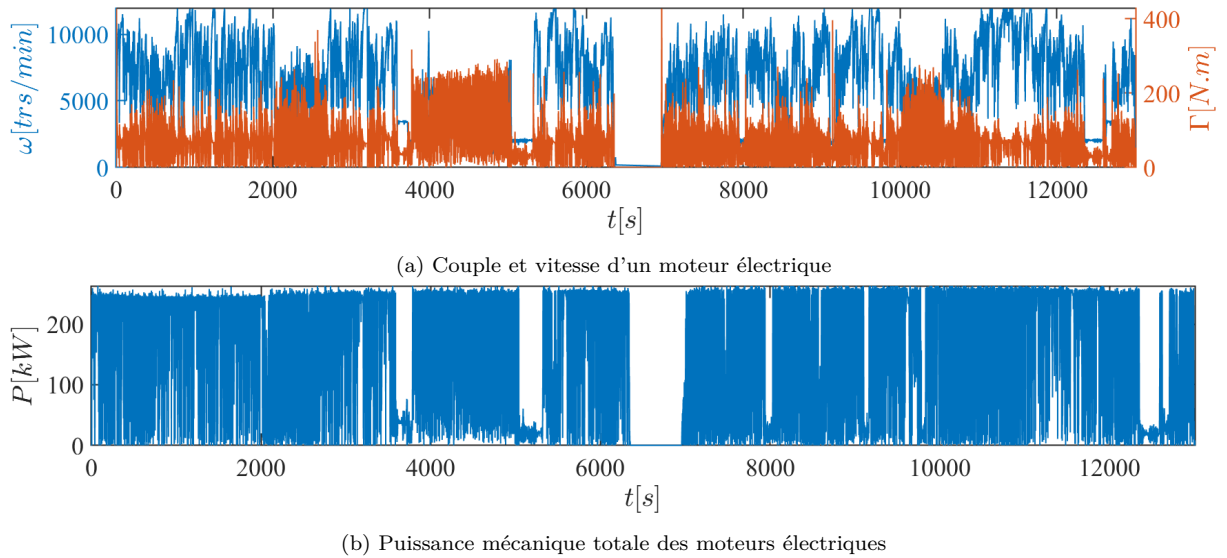 ω[trs/min]
10000
5000
0
400
200
0
Γ[N.m]
0 2000 4000 6000 8000 10000 12000
t[s]
(a) Couple et vitesse d'un moteur électrique
P[kW]
200
100
0
0 2000 4000 6000 8000 10000 12000
t[s]
(b) Puissance mécanique totale des moteurs électriques